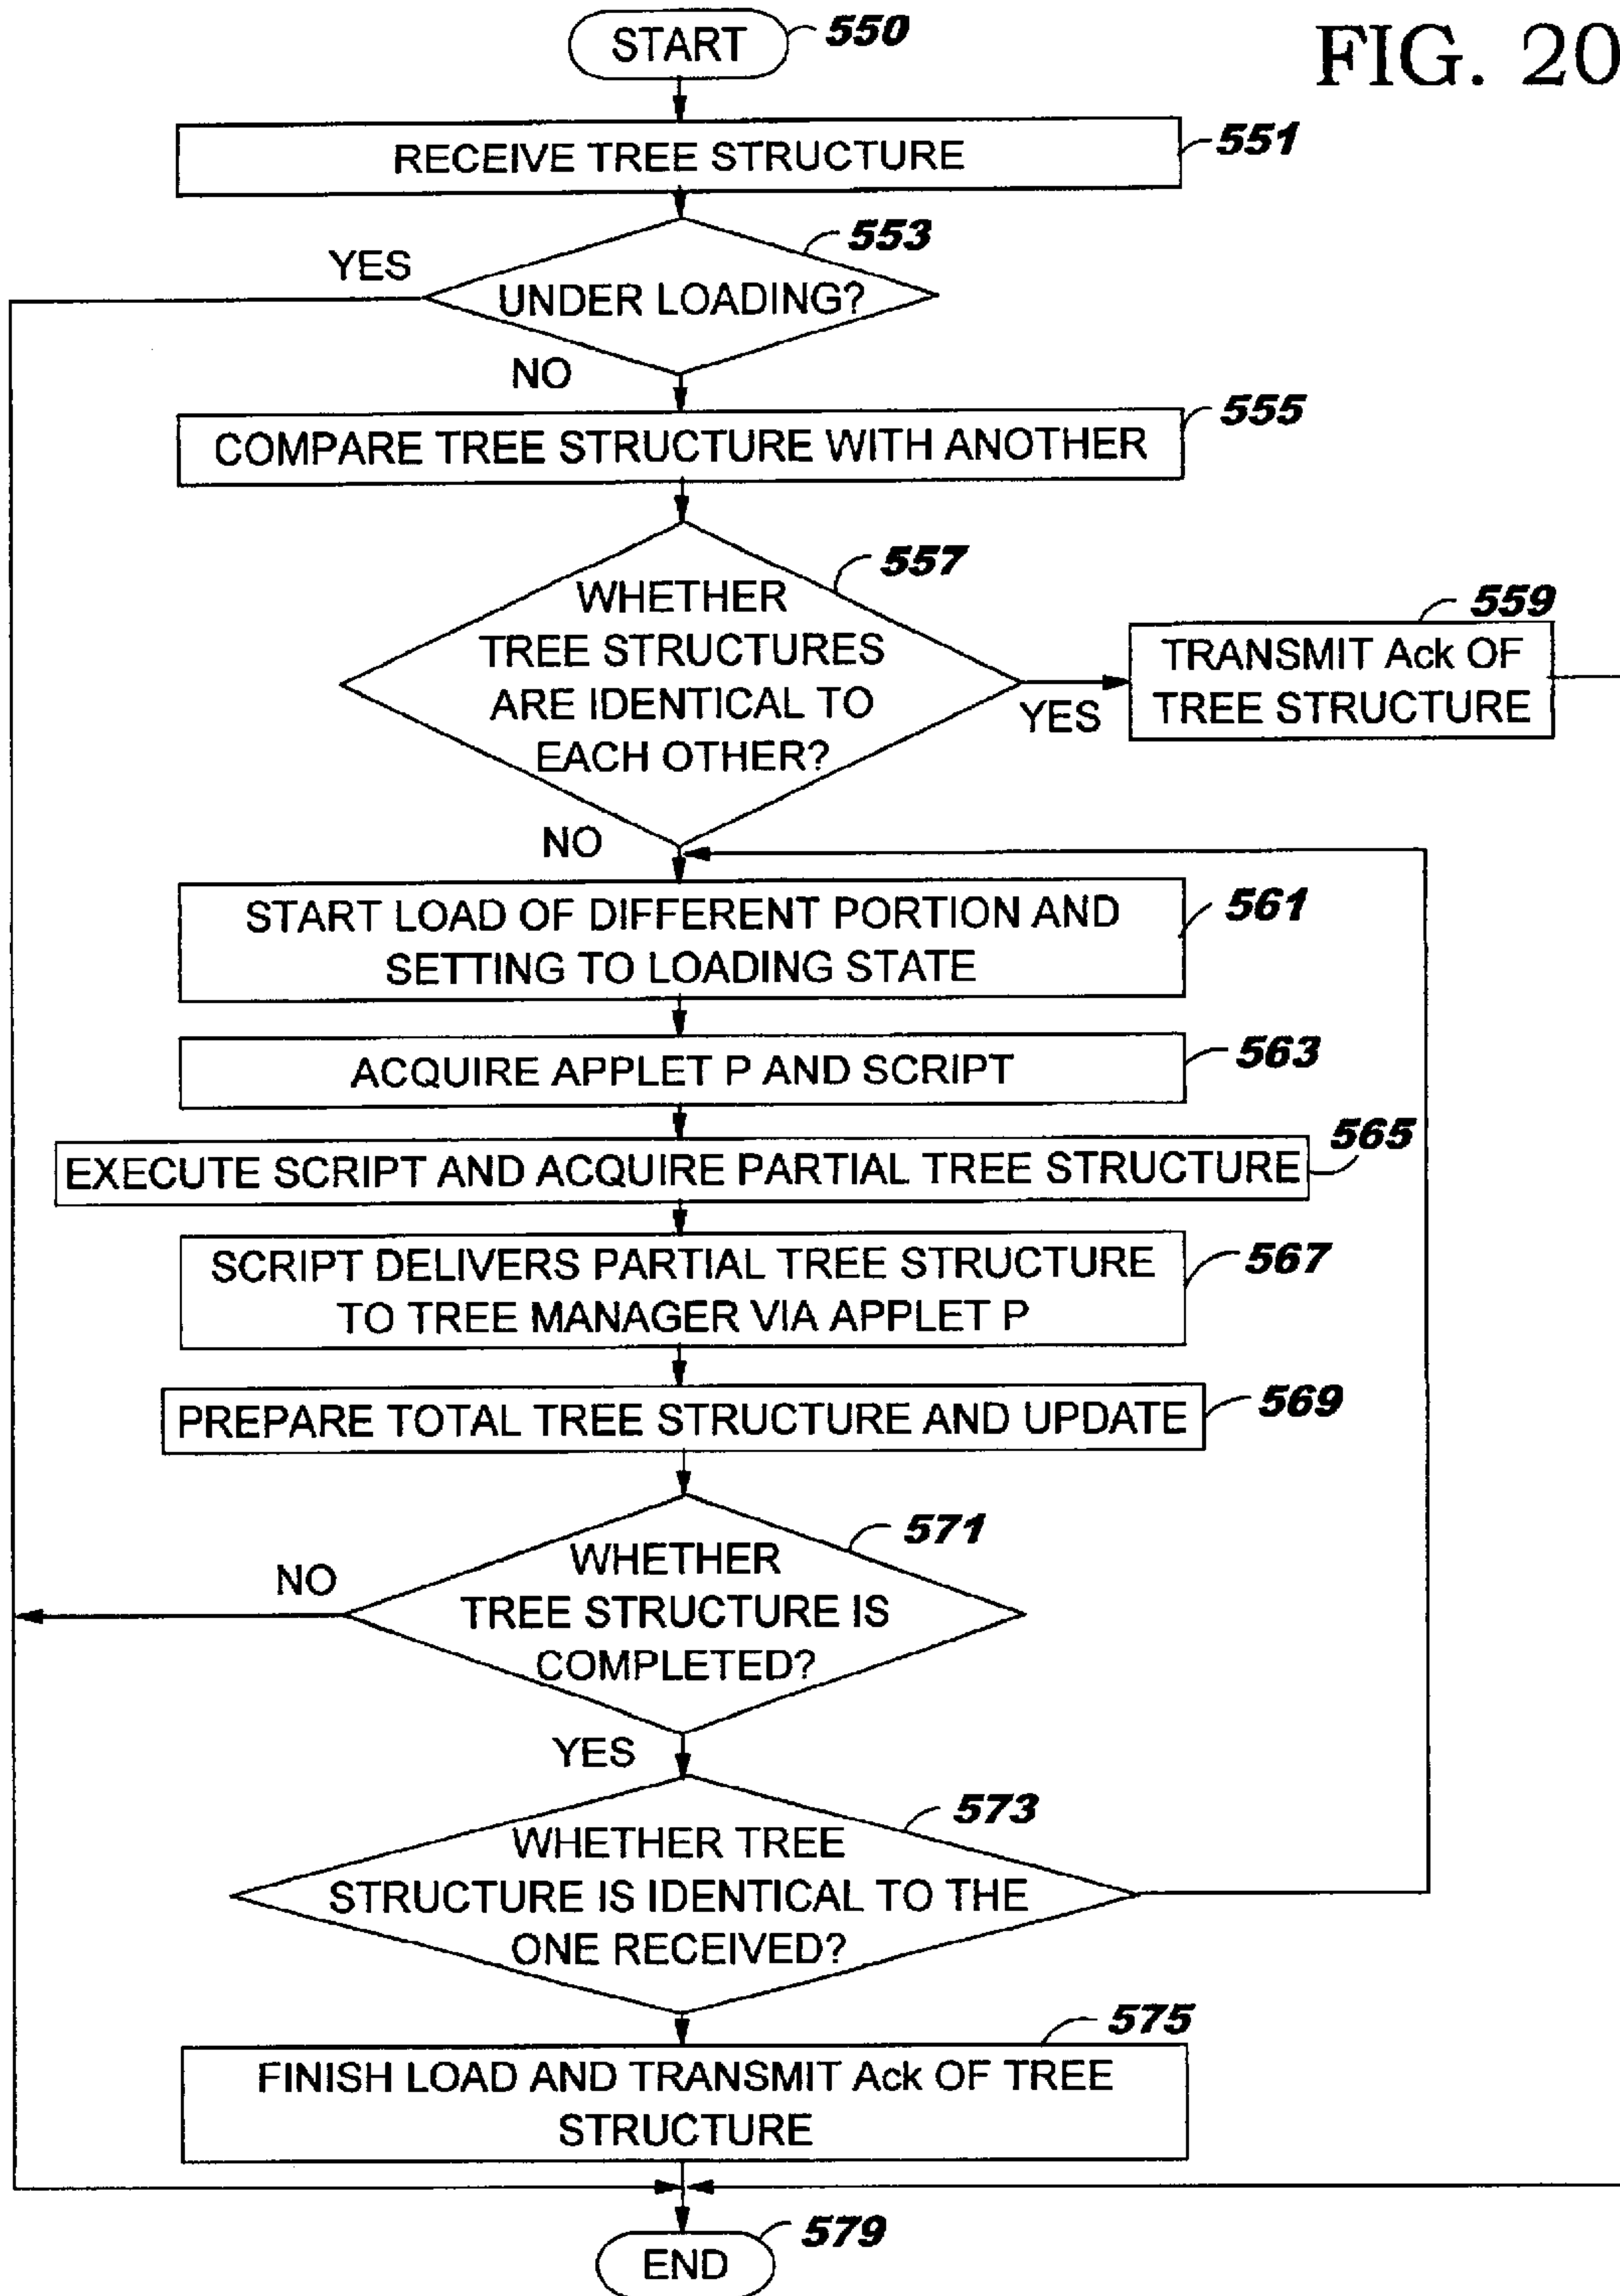 FIG. 20
START
550
RECEIVE TREE STRUCTURE
551
553
YES
UNDER LOADING?
NO
555
COMPARE TREE STRUCTURE WITH ANOTHER
557
WHETHER
TREE STRUCTURES
ARE IDENTICAL TO
EACH OTHER?
YES
559
TRANSMIT Ack OF
TREE STRUCTURE
NO
START LOAD OF DIFFERENT PORTION AND
SETTING TO LOADING STATE
561
ACQUIRE APPLET P AND SCRIPT
563
565
EXECUTE SCRIPT AND ACQUIRE PARTIAL TREE STRUCTURE
SCRIPT DELIVERS PARTIAL TREE STRUCTURE
TO TREE MANAGER VIA APPLET P
567
PREPARE TOTAL TREE STRUCTURE AND UPDATE
569
571
WHETHER
TREE STRUCTURE IS
COMPLETED?
NO
YES
573
WHETHER TREE
STRUCTURE IS IDENTICAL TO THE
ONE RECEIVED?
575
FINISH LOAD AND TRANSMIT Ack OF TREE
STRUCTURE
579
END